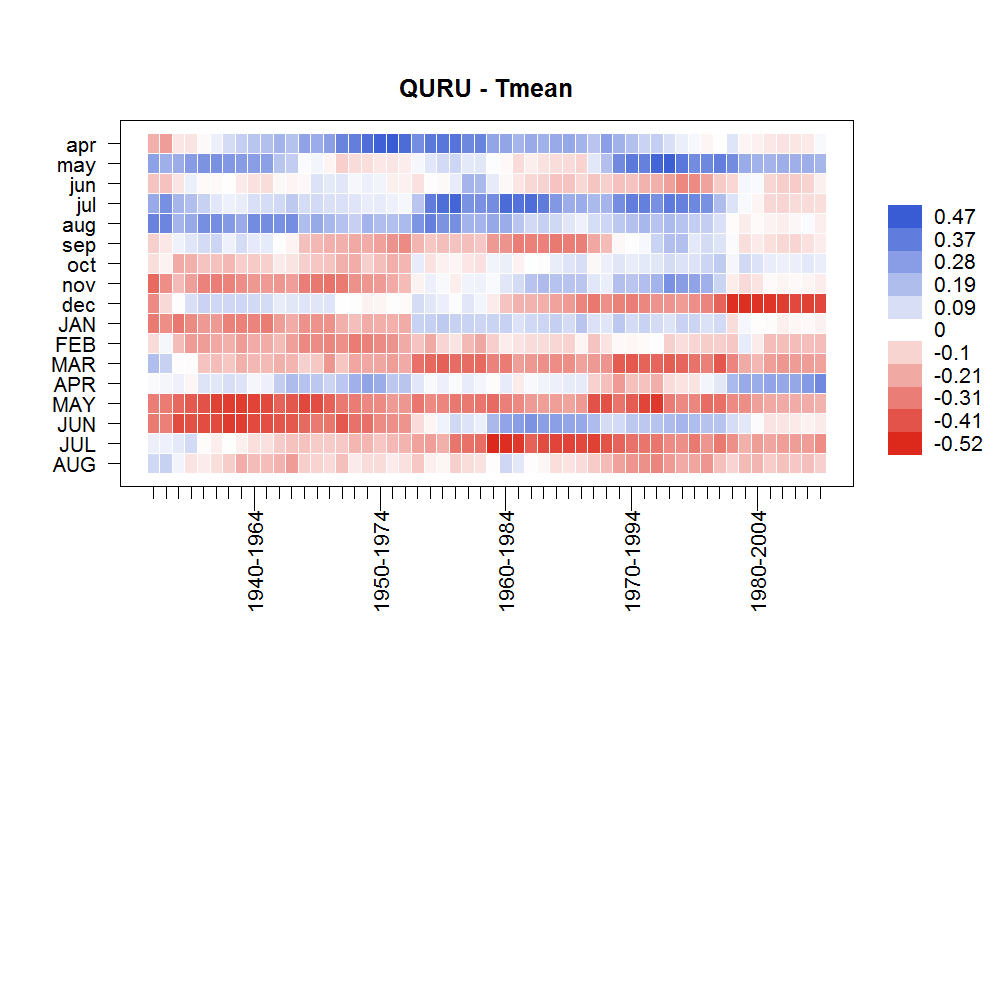 QURU - Tmean
apr
may
jun
jul
aug
sep
oct
nov
dec
JAN
FEB
MAR
APR
MAY
JUN
JUL
AUG
0.47
0.37
0.28
0.19
0.09
0
-0.1
-0.21
-0.31
-0.41
-0.52
1940-1964
1950-1974
1960-1984
1970-1994
1980-2004